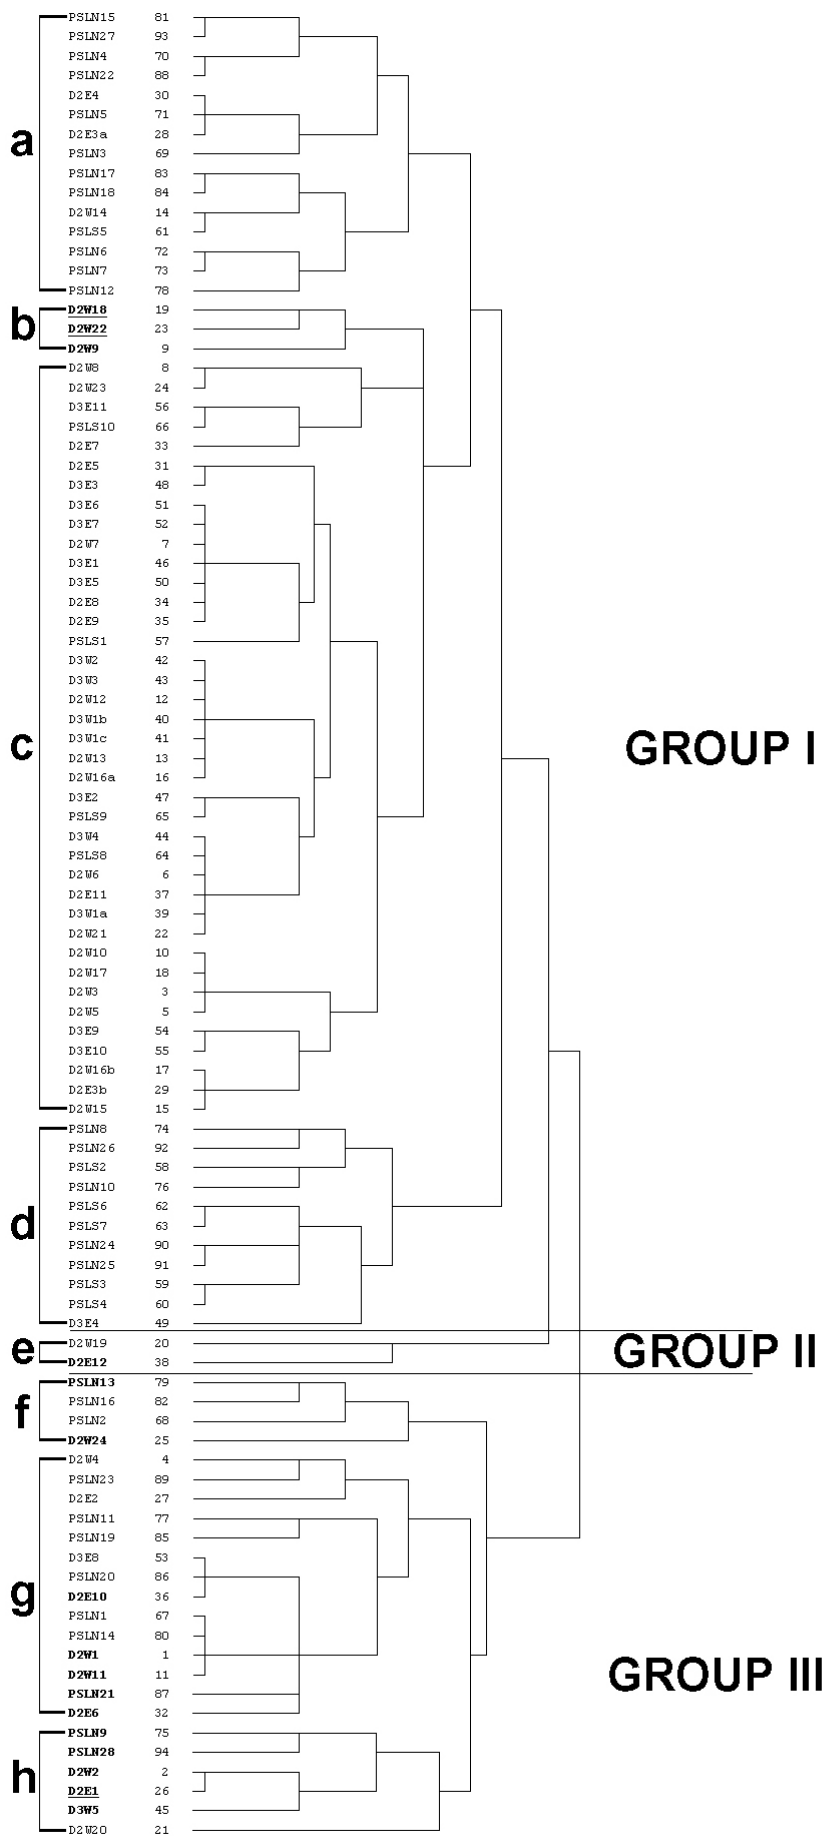 PSLN15 81
PSLN27 93
PSLN4 70
PSLN22 88
D2E4 30
PSLN5 71
a
D2E3a 28
PSLN3 69
PSLN17 83
PSLN18 84
D2W14 14
PSLS5 61
PSLN6 72
PSLN7 73
PSLN12 78
D2W18 19
b
D2W22 23
D2W9 9
D2W8 8
D2W23 24
D3E11 56
PSLS10 66
D2E7 33
D2E5 31
D3E3 48
D3E6 51
D3E7 52
D2W7 7
D3E1 46
D3E5 50
D2E8 34
D2E9 35
PSLS1 57
D3W2 42
D3W3 43
D2W12 12
D3W1b 40
D3W1c 41
c
GROUP I
D2W13 13
D2W16a 16
D3E2 47
PSLS9 65
D3W4 44
PSLS8 64
D2W6 6
D2E11 37
D3W1a 39
D2W21 22
D2W10 10
D2W17 18
D2W3 3
D2W5 5
D3E9 54
D3E10 55
D2W16b 17
D2E3b 29
D2W15 15
PSLN8 74
PSLN26 92
PSLS2 58
PSLN10 76
PSLS6 62
d
PSLS7 63
PSLN24 90
PSLN25 91
PSLS3 59
PSLS4 60
D3E4 49
D2W19 20
e
GROUP II
D2E12 38
PSLN13 79
PSLN16 82
f
PSLN2 68
D2W24 25
D2W4 4
PSLN23 89
D2E2 27
PSLN11 77
PSLN19 85
D3E8 53
PSLN20 86
g
D2E10 36
PSLN1 67
PSLN14 80
D2W1 1
D2W11 11
GROUP III
PSLN21 87
D2E6 32
PSLN9 75
PSLN28 94
D2W2 2
h
D2E1 26
D3W5 45
D2W20 21